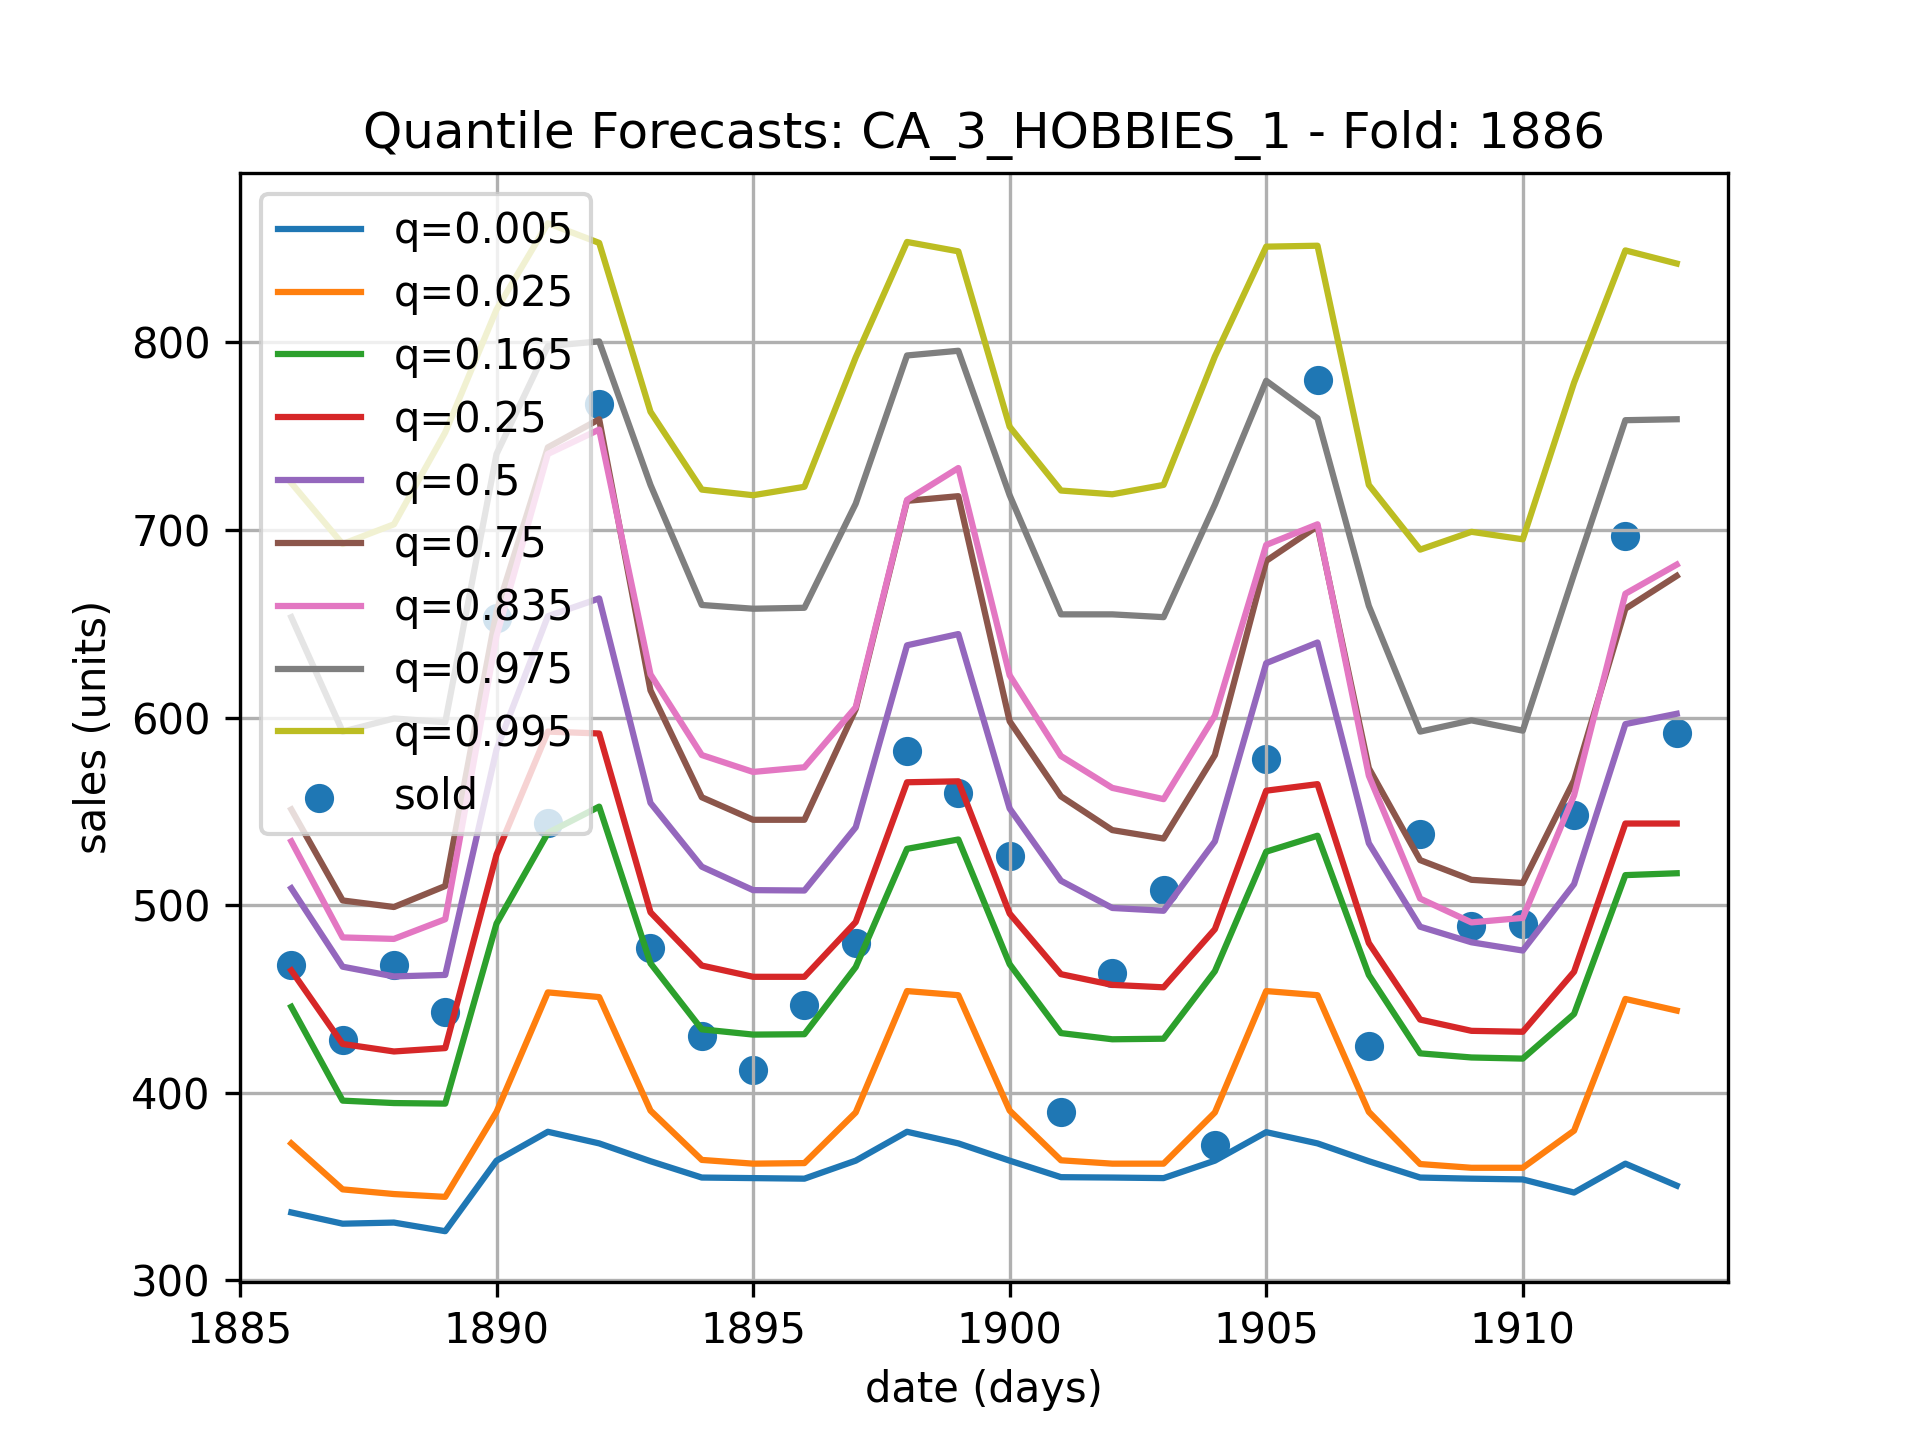 Quantile Forecasts: CA_3_HOBBIES_1 - Fold: 1886
q=0.005
q=0.025
q=0.165
q=0.25
q=0.5
q=0.75
q=0.835
q=0.975
q=0.995
sold
sales (units)
800
700
600
500
400
300
1885 1890 1895 1900 1905 1910
date (days)